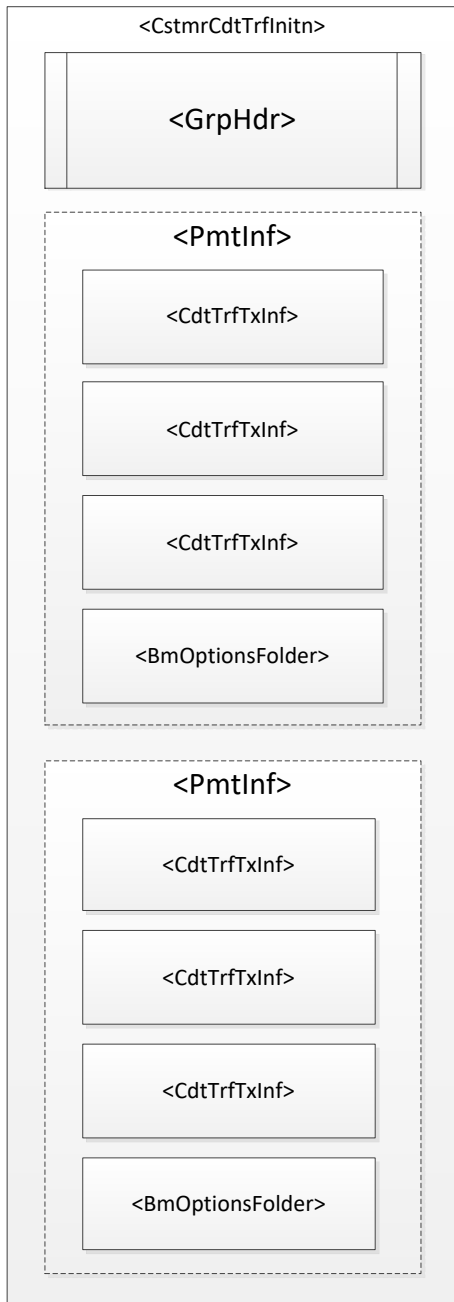 <CstmrCdtTrfInitn>
<GrpHdr>
<PmtInf>
<CdtTrfTxInf>
<CdtTrfTxInf>
<CdtTrfTxInf>
<BmOptionsFolder>
<PmtInf>
<CdtTrfTxInf>
<CdtTrfTxInf>
<CdtTrfTxInf>
<BmOptionsFolder>